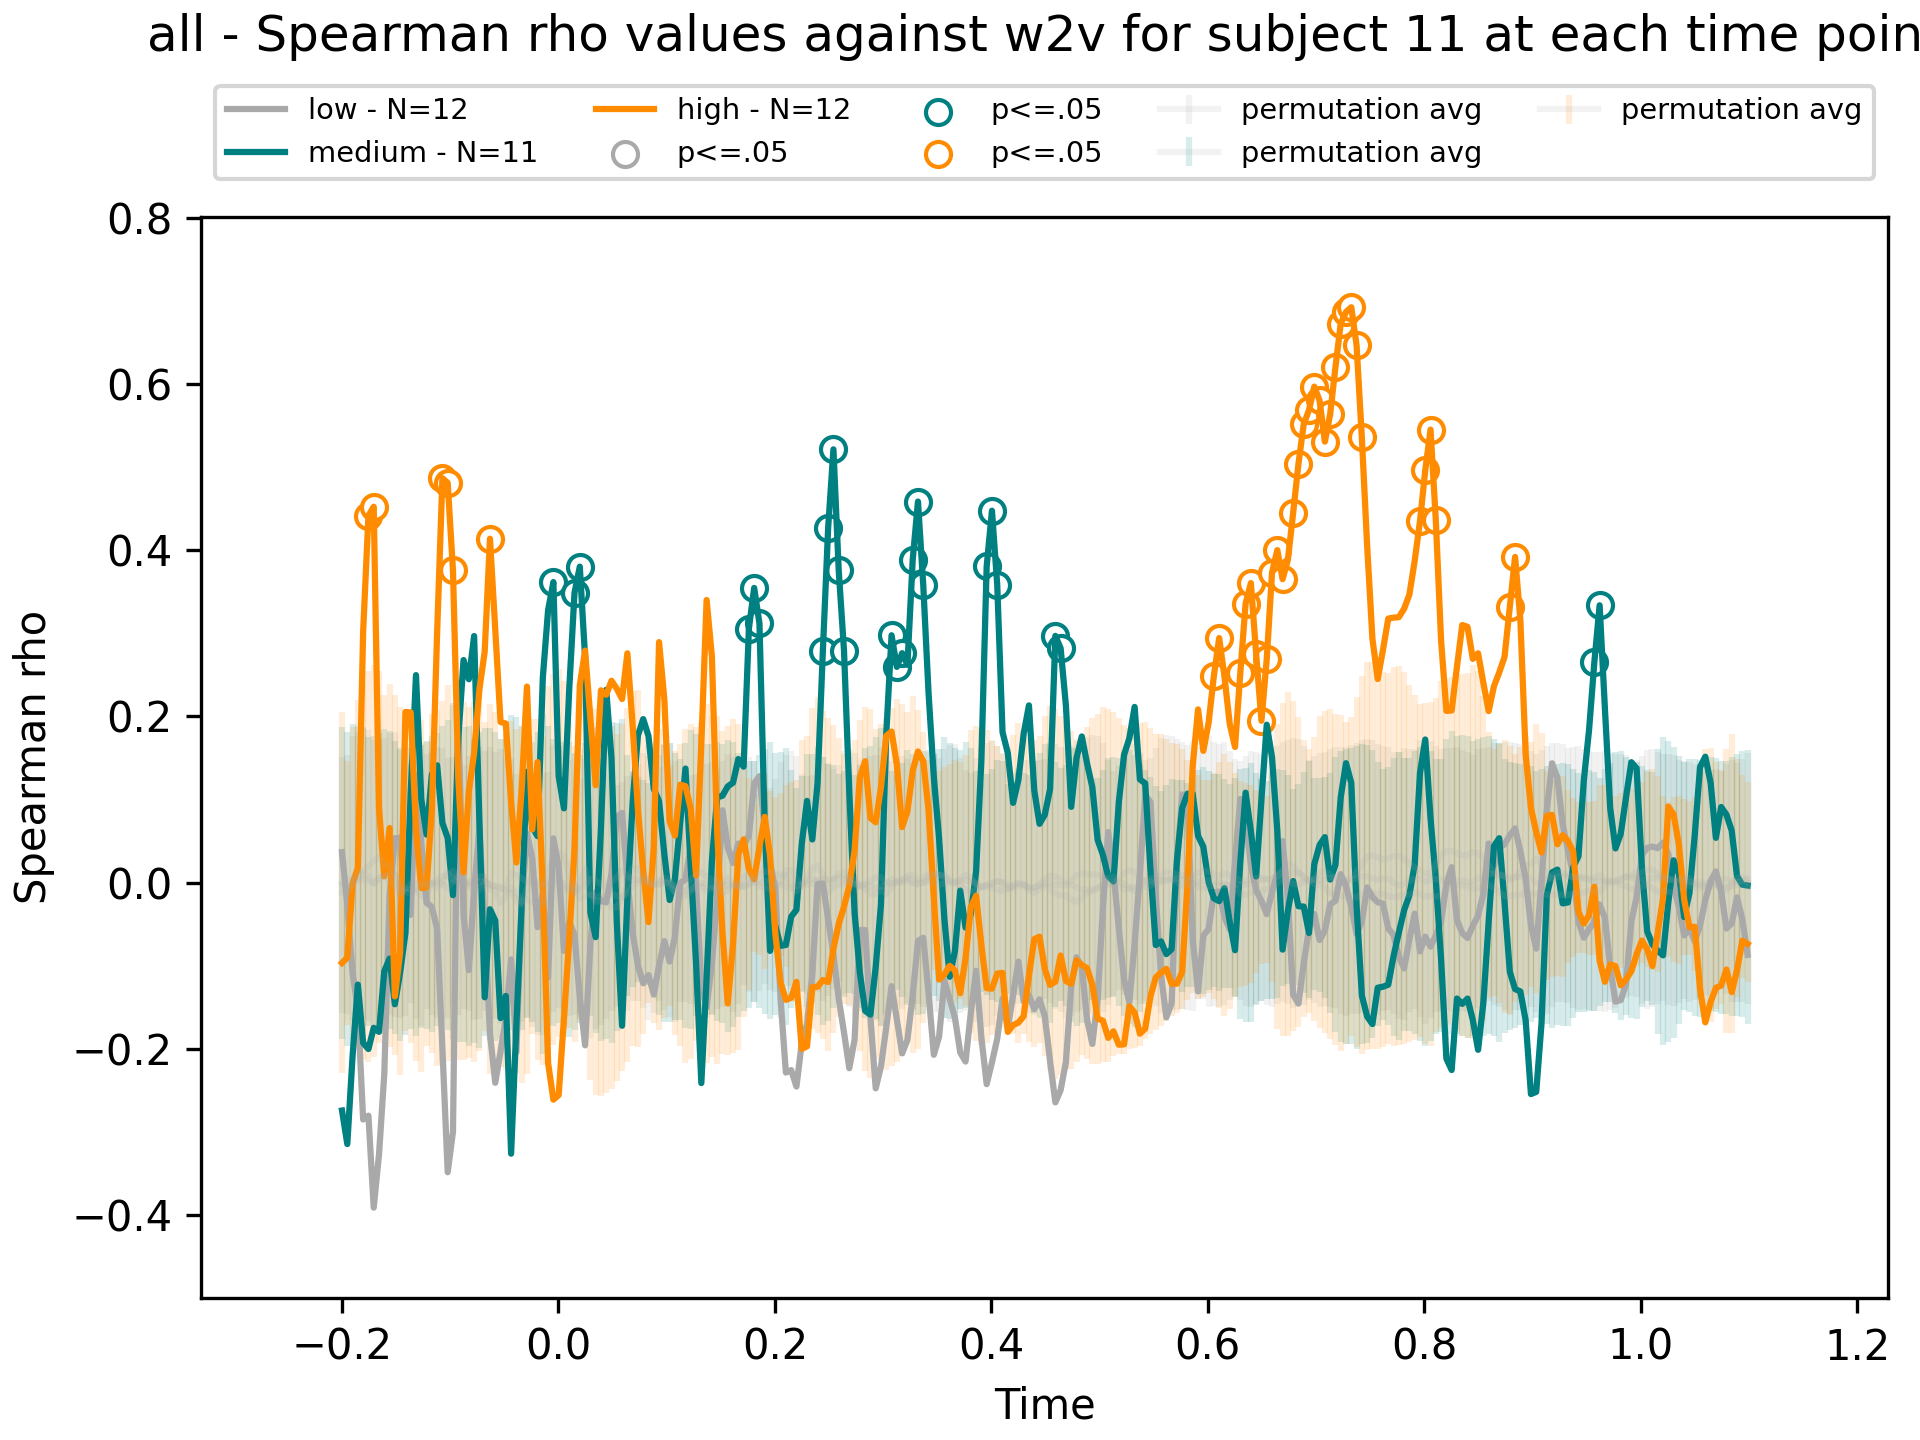 all - Spearman rho values against w2v for subject 11 at each time poin
low - N=12
medium - N=11
high - N=12
p<=.05
p<=.05
p<=.05
permutation avg
permutation avg
permutation avg
0.8
0.6
0.4
0.2
0.0
−0.2
−0.4
Spearman rho
−0.2 0.0 0.2 0.4 0.6 0.8 1.0 1.2
Time